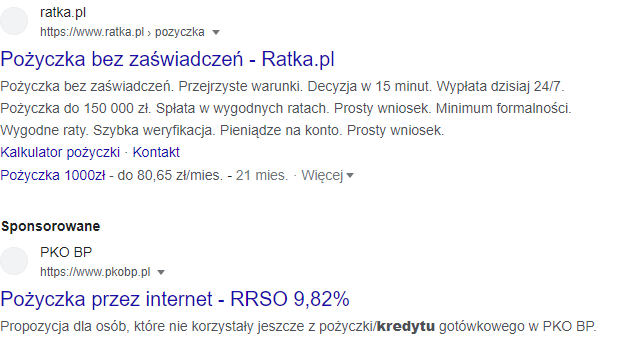 ratka.pl
https://www.ratka.pl › pozyczka
Pożyczka bez zaświadczeń - Ratka.pl
Pożyczka bez zaświadczeń. Przejrzyste warunki. Decyzja w 15 minut. Wypłata dzisiaj 24/7.
Pożyczka do 150 000 zł. Spłata w wygodnych ratach. Prosty wniosek. Minimum formalności.
Wygodne raty. Szybka weryfikacja. Pieniądze na konto. Prosty wniosek.
Kalkulator pożyczki · Kontakt
Pożyczka 1000zł - do 80,65 zł/mies. - 21 mies. · Więcej
Sponsorowane
PKO BP
https://www.pkobp.pl
Pożyczka przez internet - RRSO 9,82%
Propozycja dla osób, które nie korzystały jeszcze z pożyczki/kredytu gotówkowego w PKO BP.